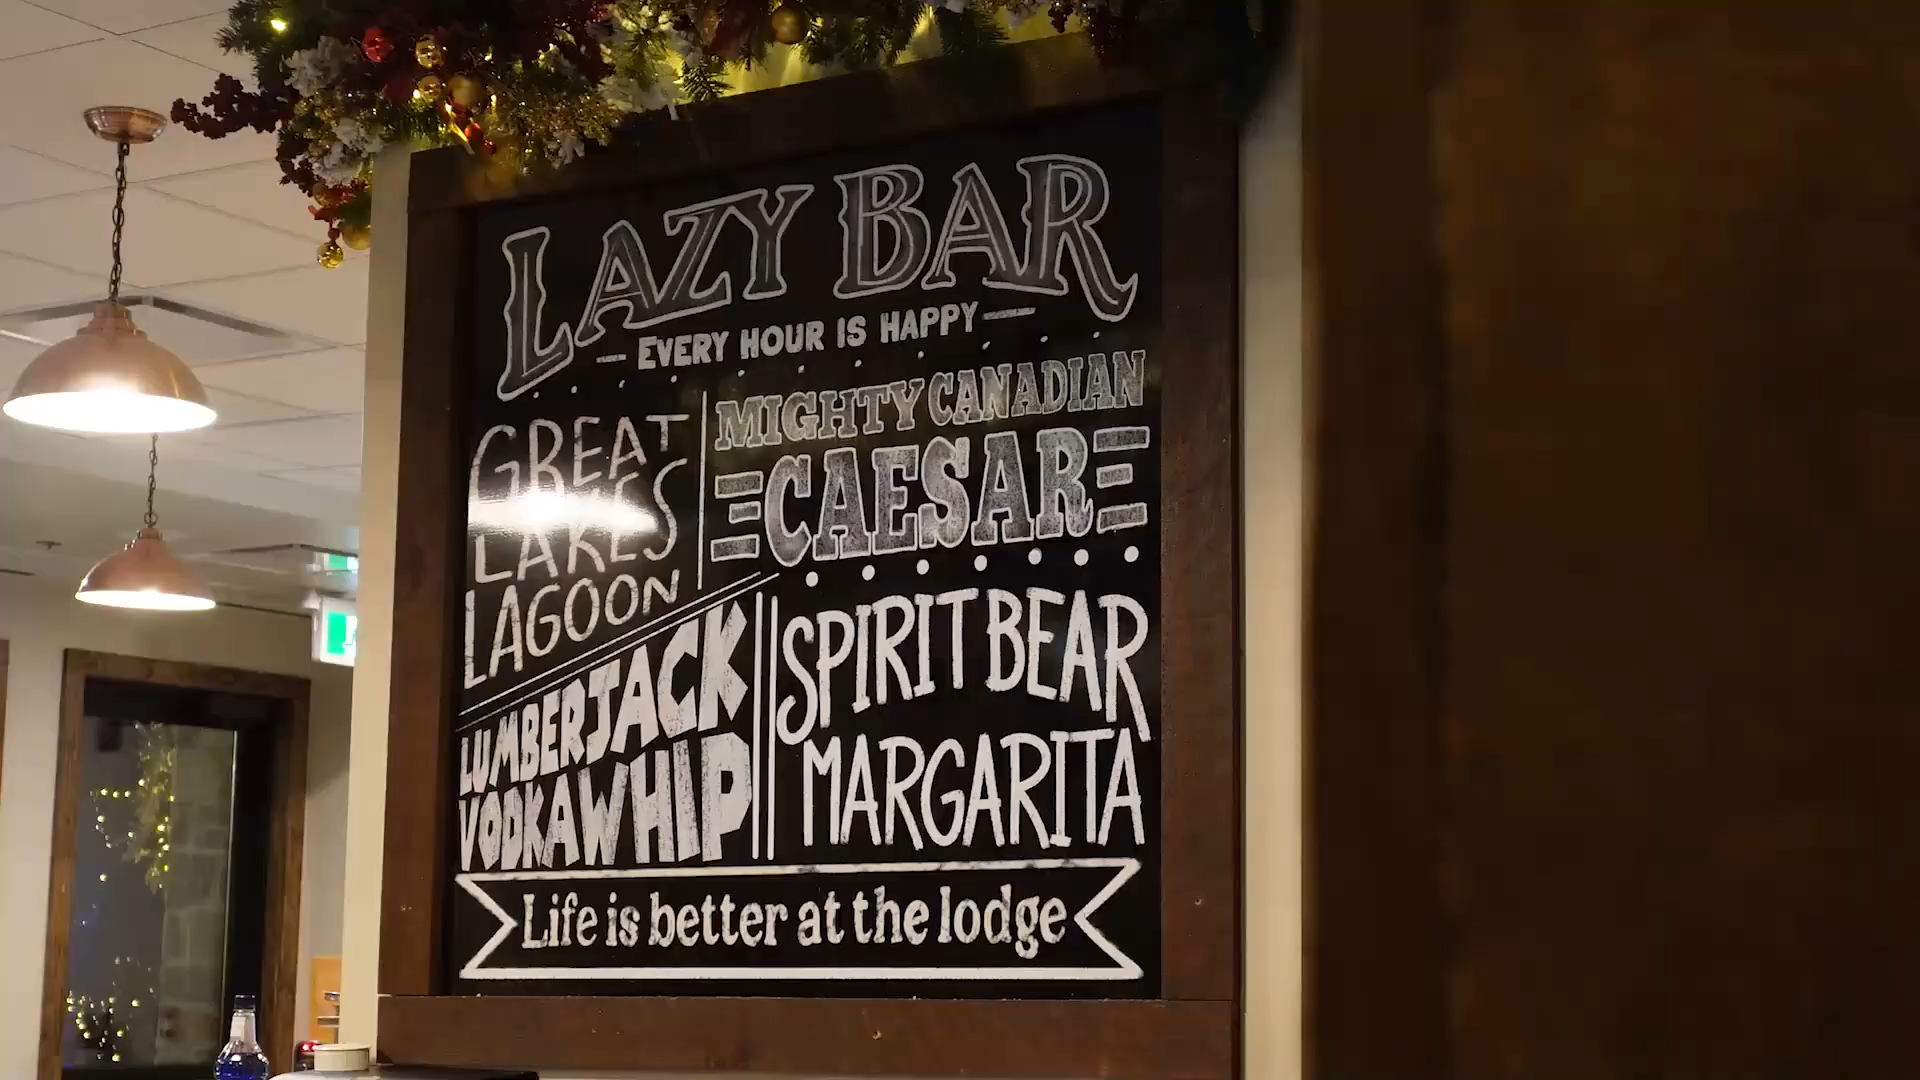 LAZY BAR
EVERY HOUR IS HAPPY
GREAT
LAKES
LAGOON
MIGHTY CANADIAN
CAESAR
LUMBERJACK
VODKA WHIP
SPIRIT BEAR
MARGARITA
Life is better at the lodge